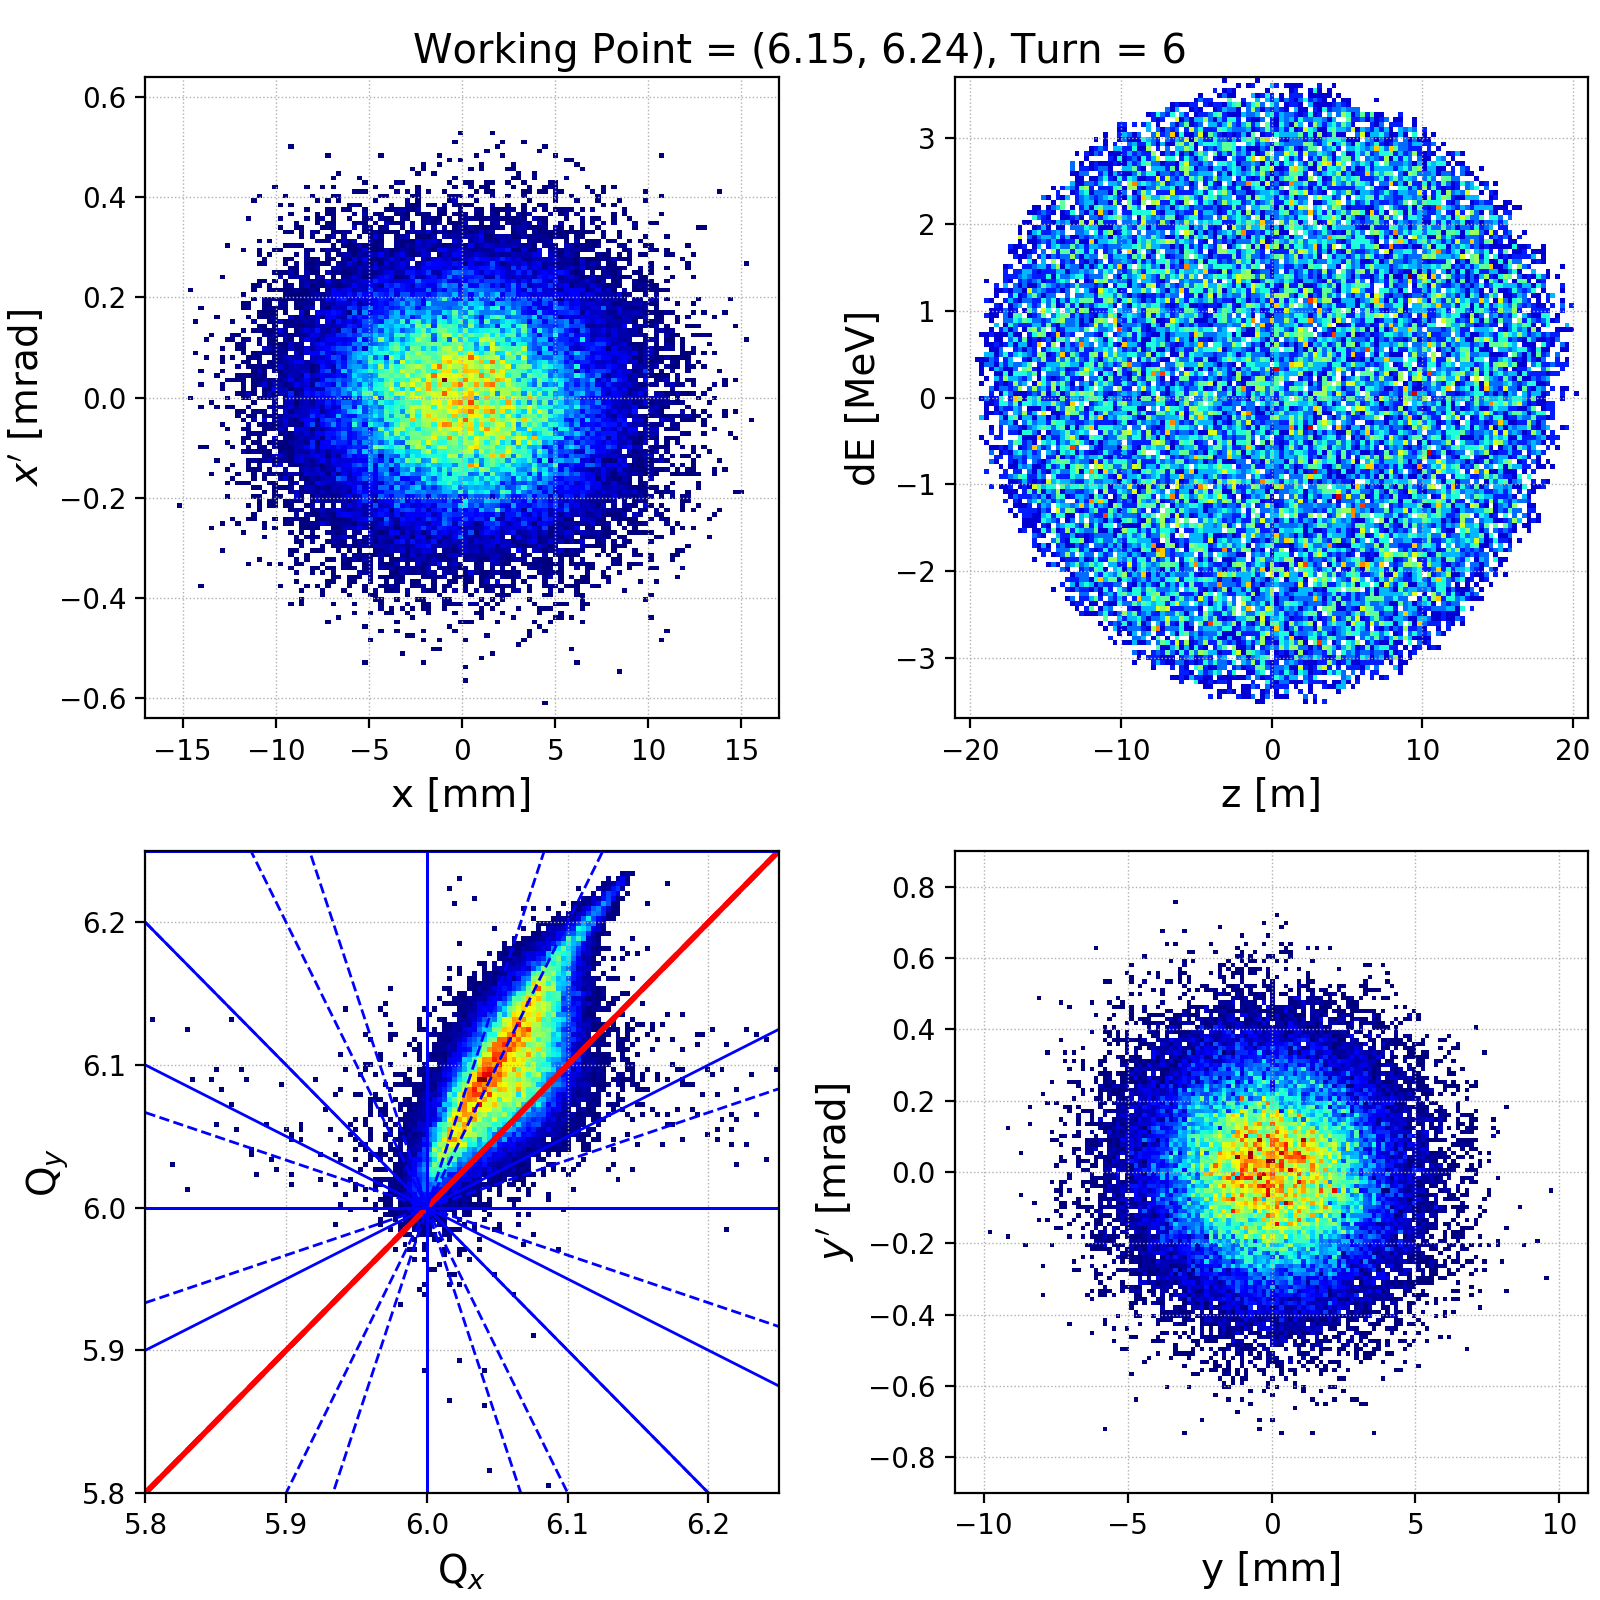 Working Point = (6.15, 6.24), Turn = 6
0.6
0.4
0.2
0.0
−0.2
−0.4
−0.6
x′ [mrad]
−15 −10 −5 0 5 10 15
x [mm]
3
2
1
0
−1
−2
−3
dE [MeV]
−20 −10 0 10 20
z [m]
6.2
6.1
6.0
5.9
5.8
Qy
5.8 5.9 6.0 6.1 6.2
Qx
0.8
0.6
0.4
0.2
0.0
−0.2
−0.4
−0.6
−0.8
y′ [mrad]
−10 −5 0 5 10
y [mm]